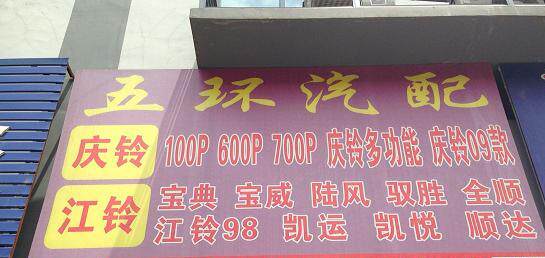 五环汽配
庆铃 100P 600P 700P 庆铃多功能 庆铃09款
江铃 宝典 宝威 陆风 驭胜 全顺
江铃98 凯运 凯悦 顺达